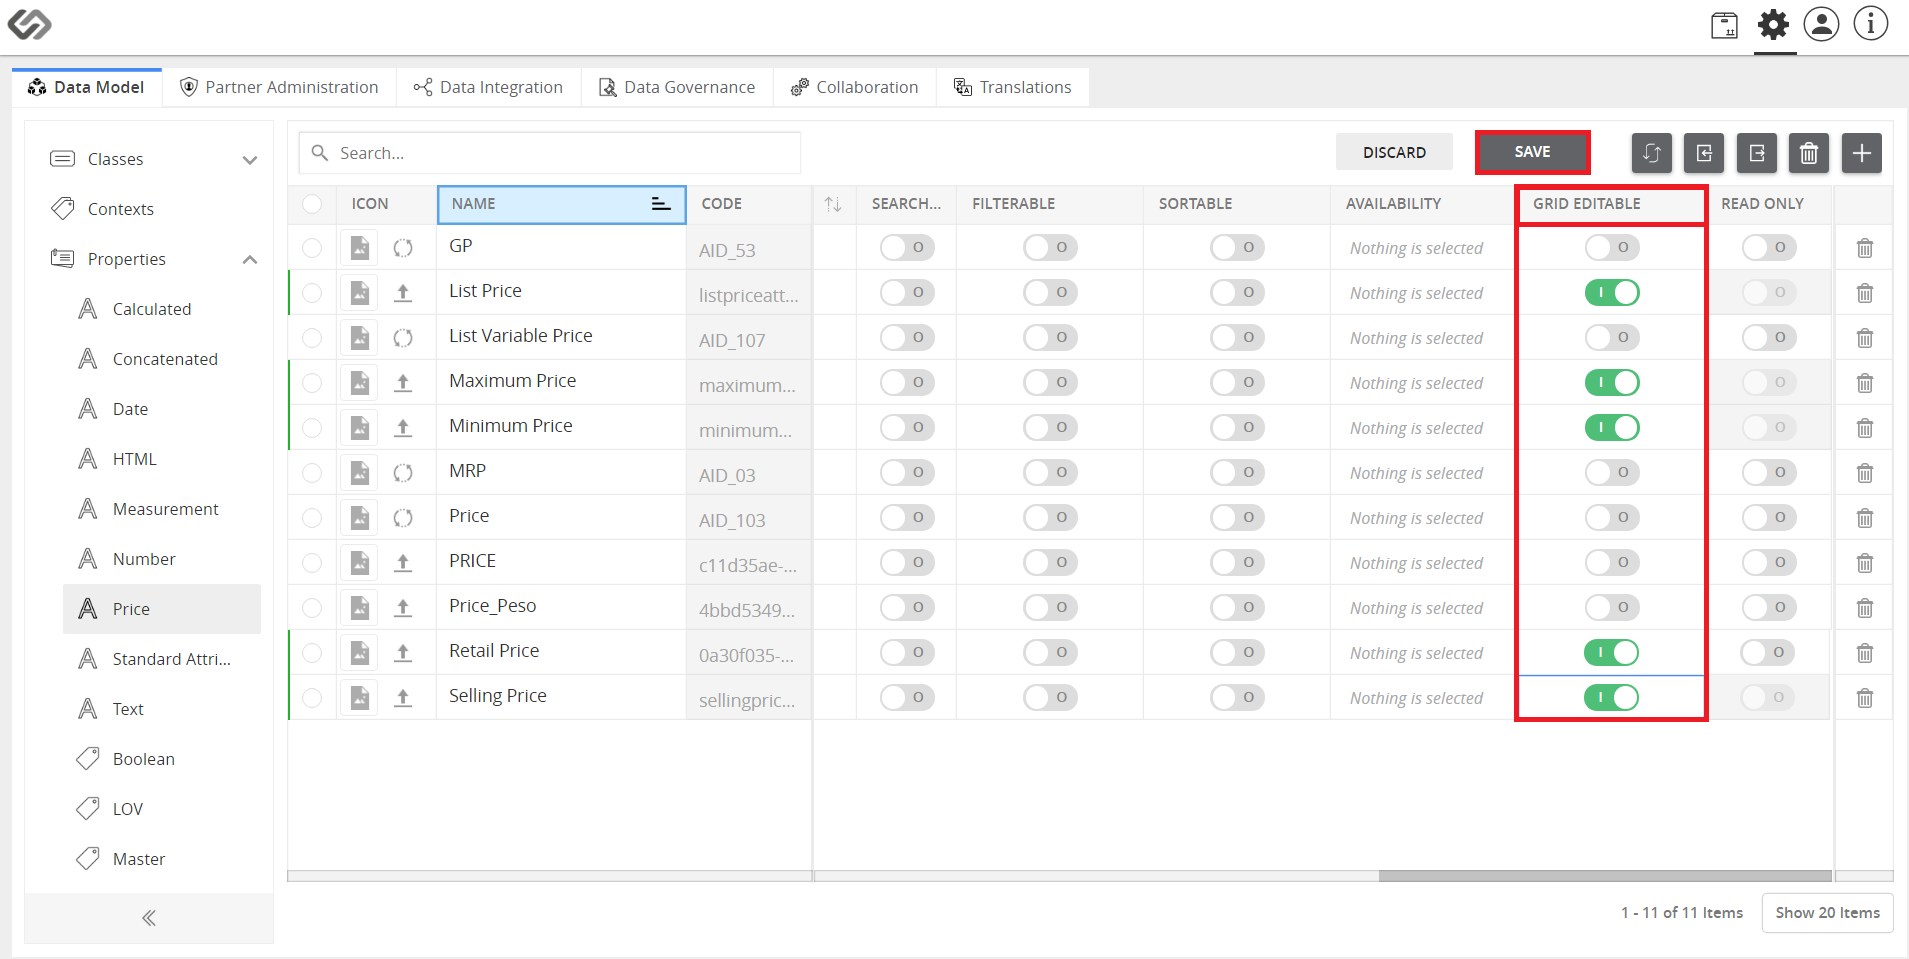 Data Model Partner Administration Data Integration Data Governance Collaboration Translations
Classes
Contexts
Properties
Calculated
Concatenated
Date
HTML
Measurement
Number
Price
Standard Attri...
Text
Boolean
LOV
Master
Search... DISCARD SAVE
ICON NAME CODE SEARCH... FILTERABLE SORTABLE AVAILABILITY GRID EDITABLE READ ONLY
GP AID_53 O O O Nothing is selected O O
List Price listpriceatt... O O O Nothing is selected I O
List Variable Price AID_107 O O O Nothing is selected O O
Maximum Price maximum... O O O Nothing is selected I O
Minimum Price minimum... O O O Nothing is selected I O
MRP AID_03 O O O Nothing is selected O O
Price AID_103 O O O Nothing is selected O O
PRICE c11d35ae-... O O O Nothing is selected O O
Price_Peso 4bbd5349... O O O Nothing is selected O O
Retail Price 0a30f035-... O O O Nothing is selected I O
Selling Price sellingpric... O O O Nothing is selected I O
1 - 11 of 11 Items Show 20 Items